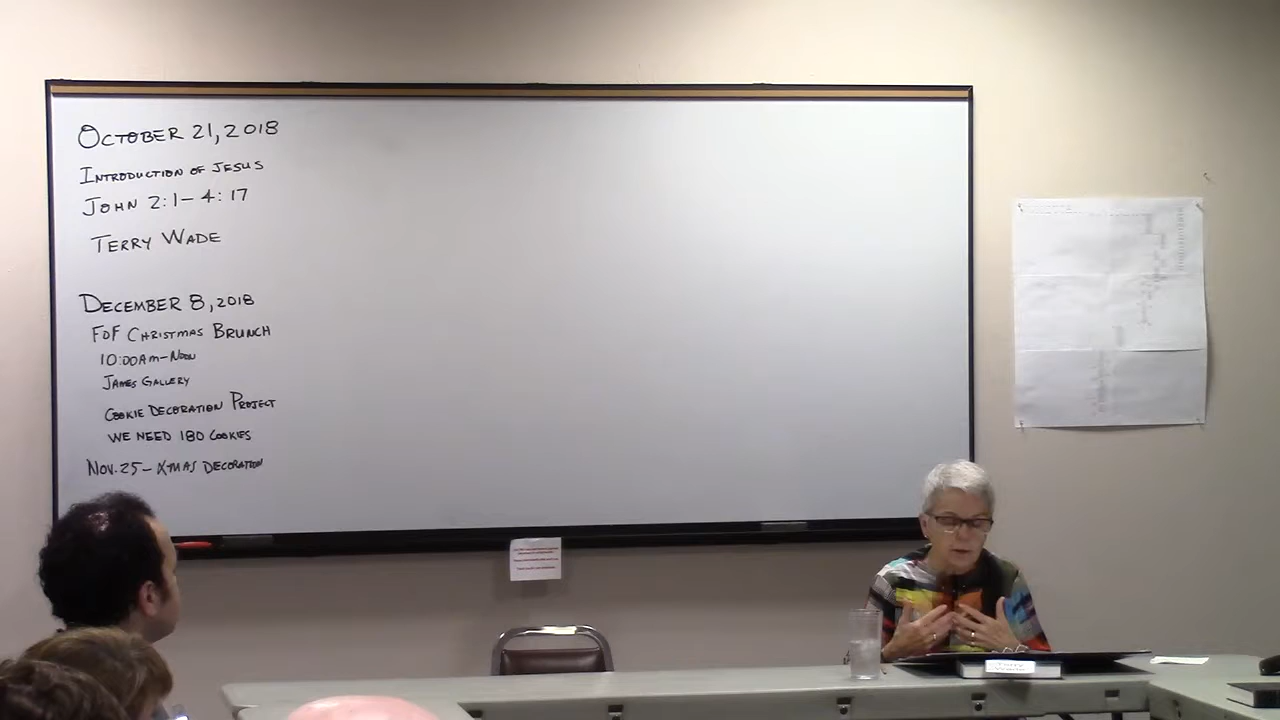 October 21, 2018
Introduction of Jesus
John 2:1-4:17
Terry Wade
December 8, 2018
FOF Christmas Brunch
10:00am-Noon
James Gallery
Cookie Decoration Project
We need 180 Cookies
Nov. 25-Xmas Decoration
Terry